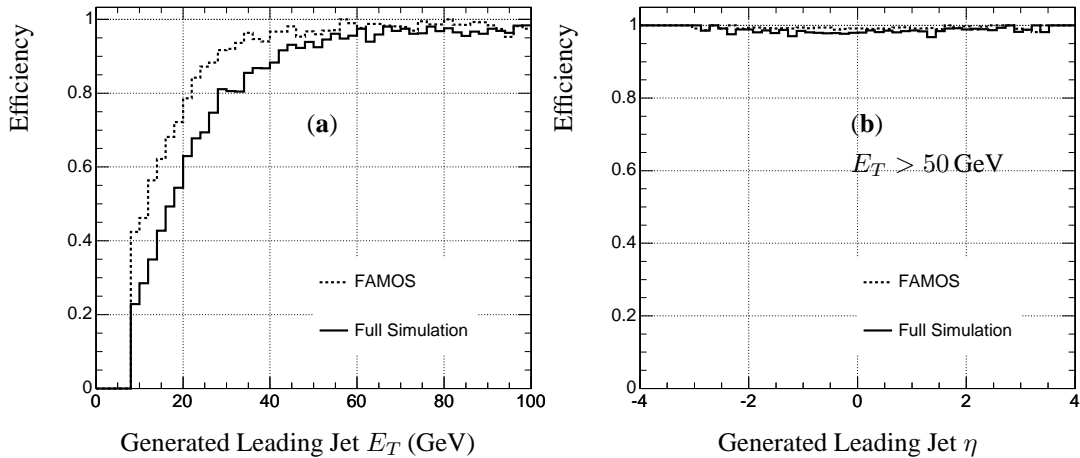 Efficiency
1
0.8
0.6
0.4
0.2
0
0 20 40 60 80 100
(a)
FAMOS
Full Simulation
Generated Leading Jet E_T (GeV)
Efficiency
1
0.8
0.6
0.4
0.2
0
-4 -2 0 2 4
(b)
E_T > 50 GeV
FAMOS
Full Simulation
Generated Leading Jet η